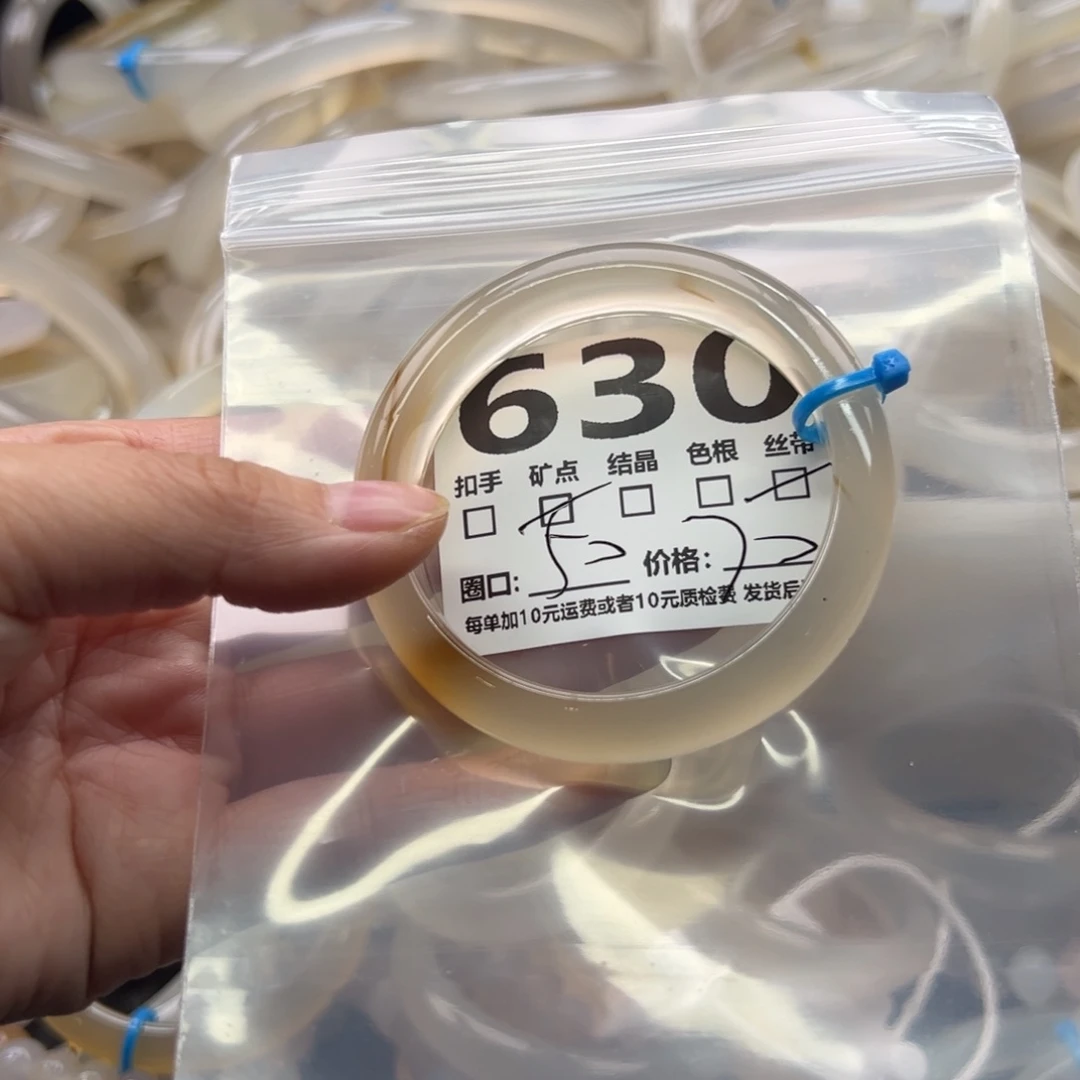 630
扣手 矿点 结晶 色根 丝带
圈口: 52 价格: 72
每单加10元运费或者10元质检费 发货后